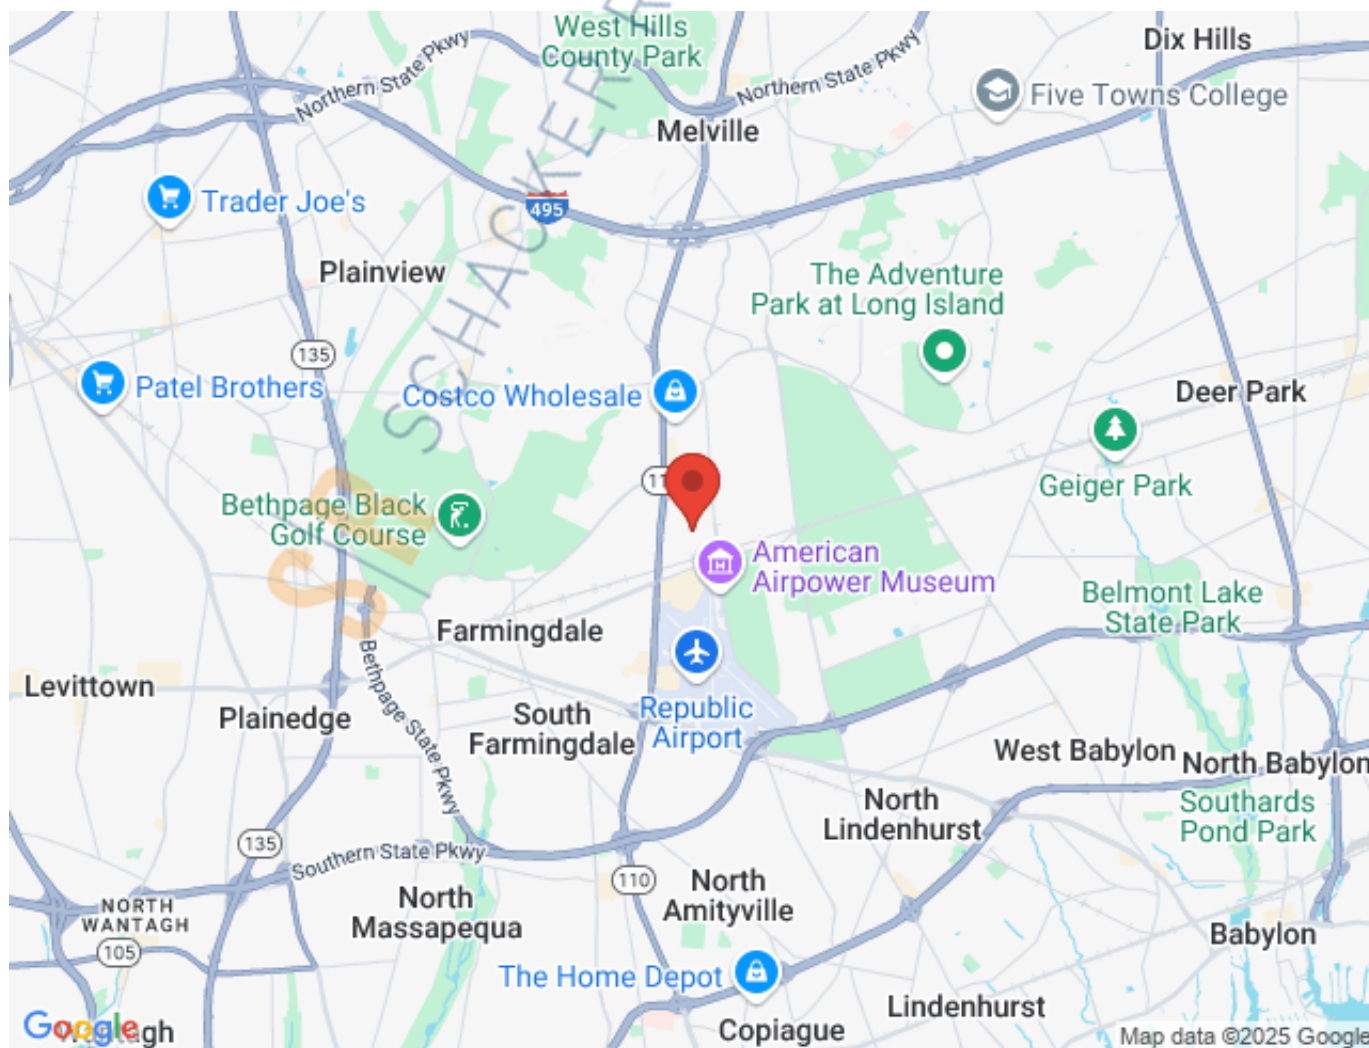 West Hills
County Park
Dix Hills
Northern State Pkwy
Northern State Pkwy
Five Towns College
Melville
Trader Joe's
495
Plainview
The Adventure
Park at Long Island
135
Patel Brothers
Costco Wholesale
Deer Park
SCHACKER
Geiger Park
Bethpage Black
Golf Course
SR
American
Airpower Museum
Belmont Lake
State Park
Farmingdale
Levittown
Plainedge
Bethpage State Pkwy
South
Farmingdale
Republic
Airport
West Babylon
North Babylon
North
Lindenhurst
Southards
Pond Park
135
Southern State Pkwy
110
North
Massapequa
North
Amityville
NORTH
WANTAGH
105
Babylon
The Home Depot
Lindenhurst
Google
Copiague
Map data ©2025 Google